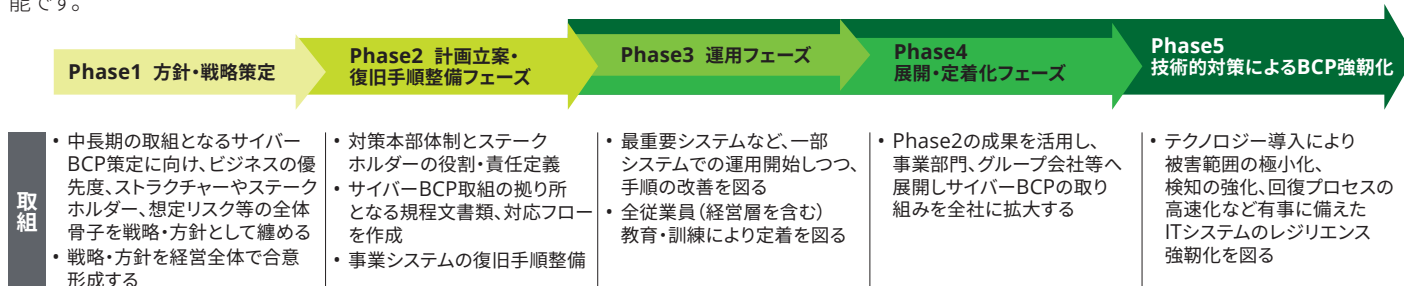 能です。
Phase1 方針・戦略策定
Phase2 計画立案・
復旧手順整備フェーズ
Phase3 運用フェーズ
Phase4
展開・定着化フェーズ
Phase5
技術的対策によるBCP強靭化
取組
• 中長期の取組となるサイバー
BCP策定に向け、ビジネスの優
先度、ストラクチャーやステーク
ホルダー、想定リスク等の全体
骨子を戦略・方針として纏める
• 戦略・方針を経営全体で合意
形成する
• 対策本部体制とステーク
ホルダーの役割・責任定義
• サイバーBCP取組の拠り所
となる規程文書類、対応フロー
を作成
• 事業システムの復旧手順整備
• 最重要システムなど、一部
システムでの運用開始しつつ、
手順の改善を図る
• 全従業員(経営層を含む)
教育・訓練により定着を図る
• Phase2の成果を活用し、
事業部門、グループ会社等へ
展開しサイバーBCPの取り
組みを全社に拡大する
• テクノロジー導入により
被害範囲の極小化、
検知の強化、回復プロセスの
高速化など有事に備えた
ITシステムのレジリエンス
強靭化を図る